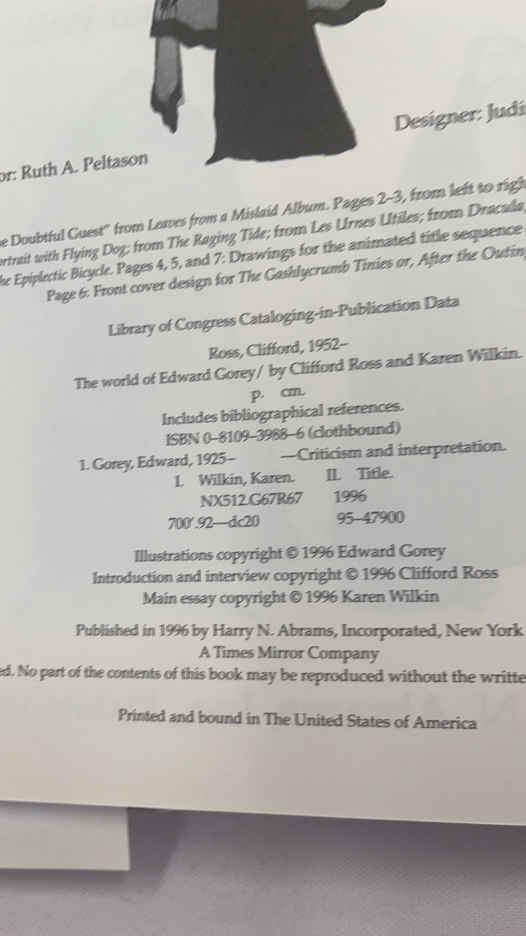 Designer: Judi
or: Ruth A. Peltason
e Doubtful Guest" from Leaves from a Mislaid Album. Pages 2–3, from left to righ
ortrait with Flying Dog; from The Raging Tide; from Les Urnes Utiles; from Dracula,
he Epiplectic Bicycle. Pages 4, 5, and 7: Drawings for the animated title sequence
Page 6: Front cover design for The Gashlycrumb Tinies or, After the Outin
Library of Congress Cataloging-in-Publication Data
Ross, Clifford, 1952–
The world of Edward Gorey / by Clifford Ross and Karen Wilkin.
p. cm.
Includes bibliographical references.
ISBN 0–8109–3988–6 (clothbound)
1. Gorey, Edward, 1925– —Criticism and interpretation.
I. Wilkin, Karen. II. Title.
NX512.G67R67 1996
700'.92—dc20 95–47900
Illustrations copyright © 1996 Edward Gorey
Introduction and interview copyright © 1996 Clifford Ross
Main essay copyright © 1996 Karen Wilkin
Published in 1996 by Harry N. Abrams, Incorporated, New York
A Times Mirror Company
ed. No part of the contents of this book may be reproduced without the writte
Printed and bound in The United States of America